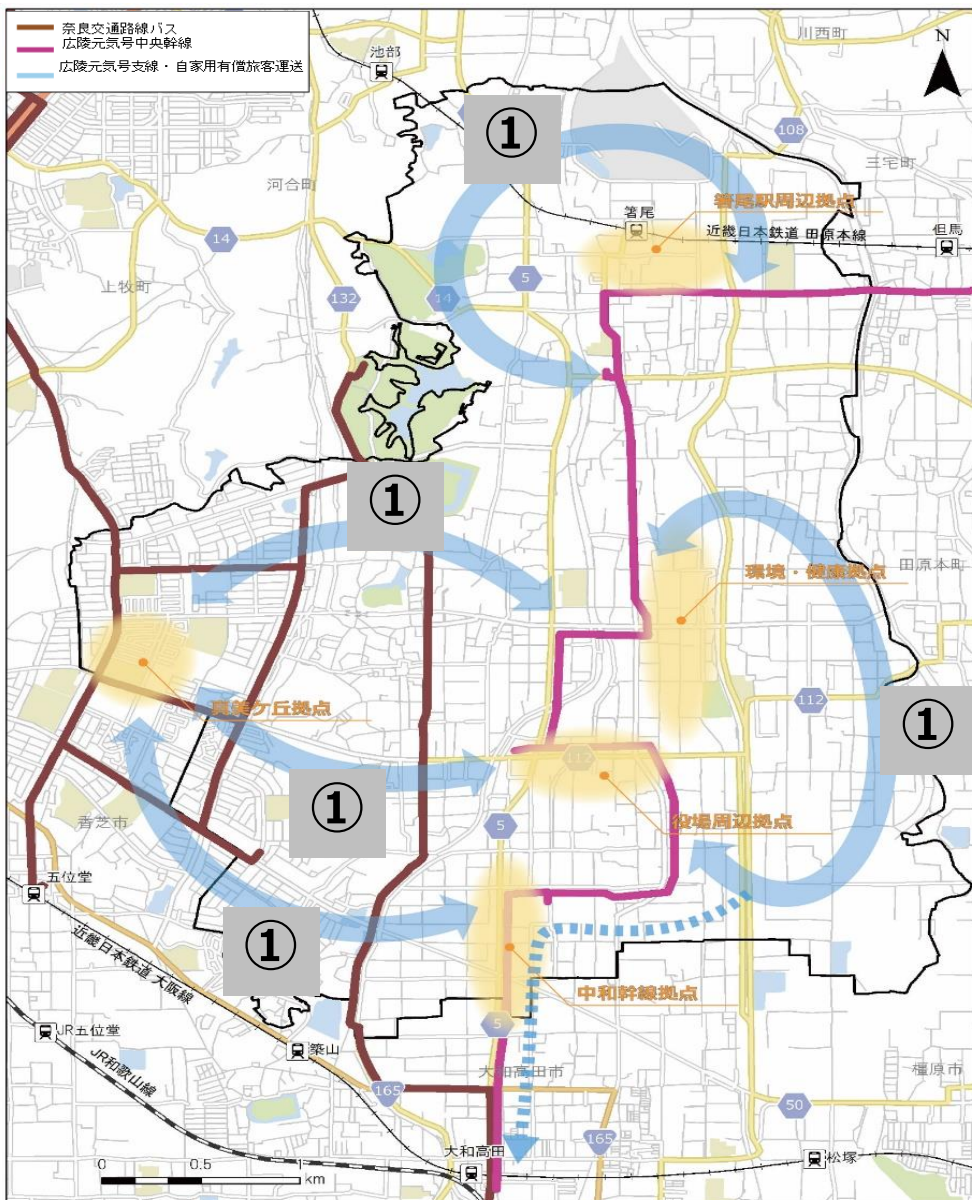 奈良交通路線バス
広陵元気号中央幹線
広陵元気号支線・自家用有償旅客運送
池部
川西町
N
①
108
三宅町
河合町
箸尾駅周辺拠点
箸尾
近畿日本鉄道 田原本線
但馬
14
5
上牧町
132
14
①
田原本町
環境・健康拠点
112
①
真美ケ丘拠点
112
①
香芝市
5
役場周辺拠点
五位堂
①
近畿日本鉄道 大阪線
中和幹線拠点
5
JR五位堂
築山
JR和歌山線
大和高田市
橿原市
165
50
165
大和高田
松塚
0 0.5 1
km